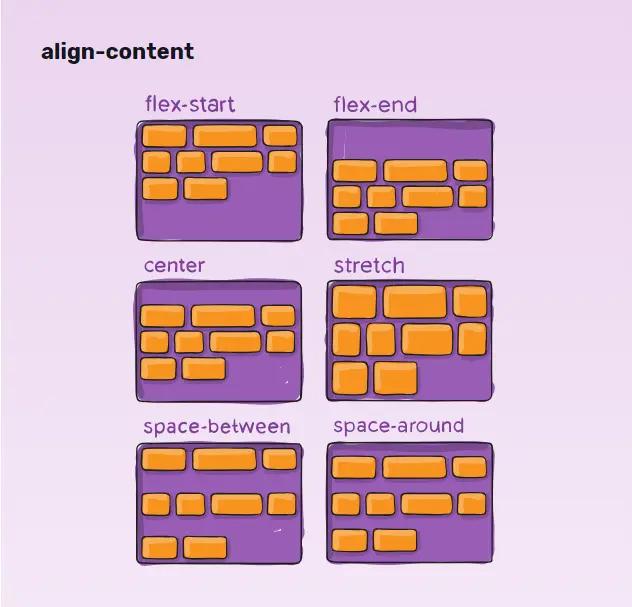 align-content
flex-start
flex-end
center
stretch
space-between
space-around